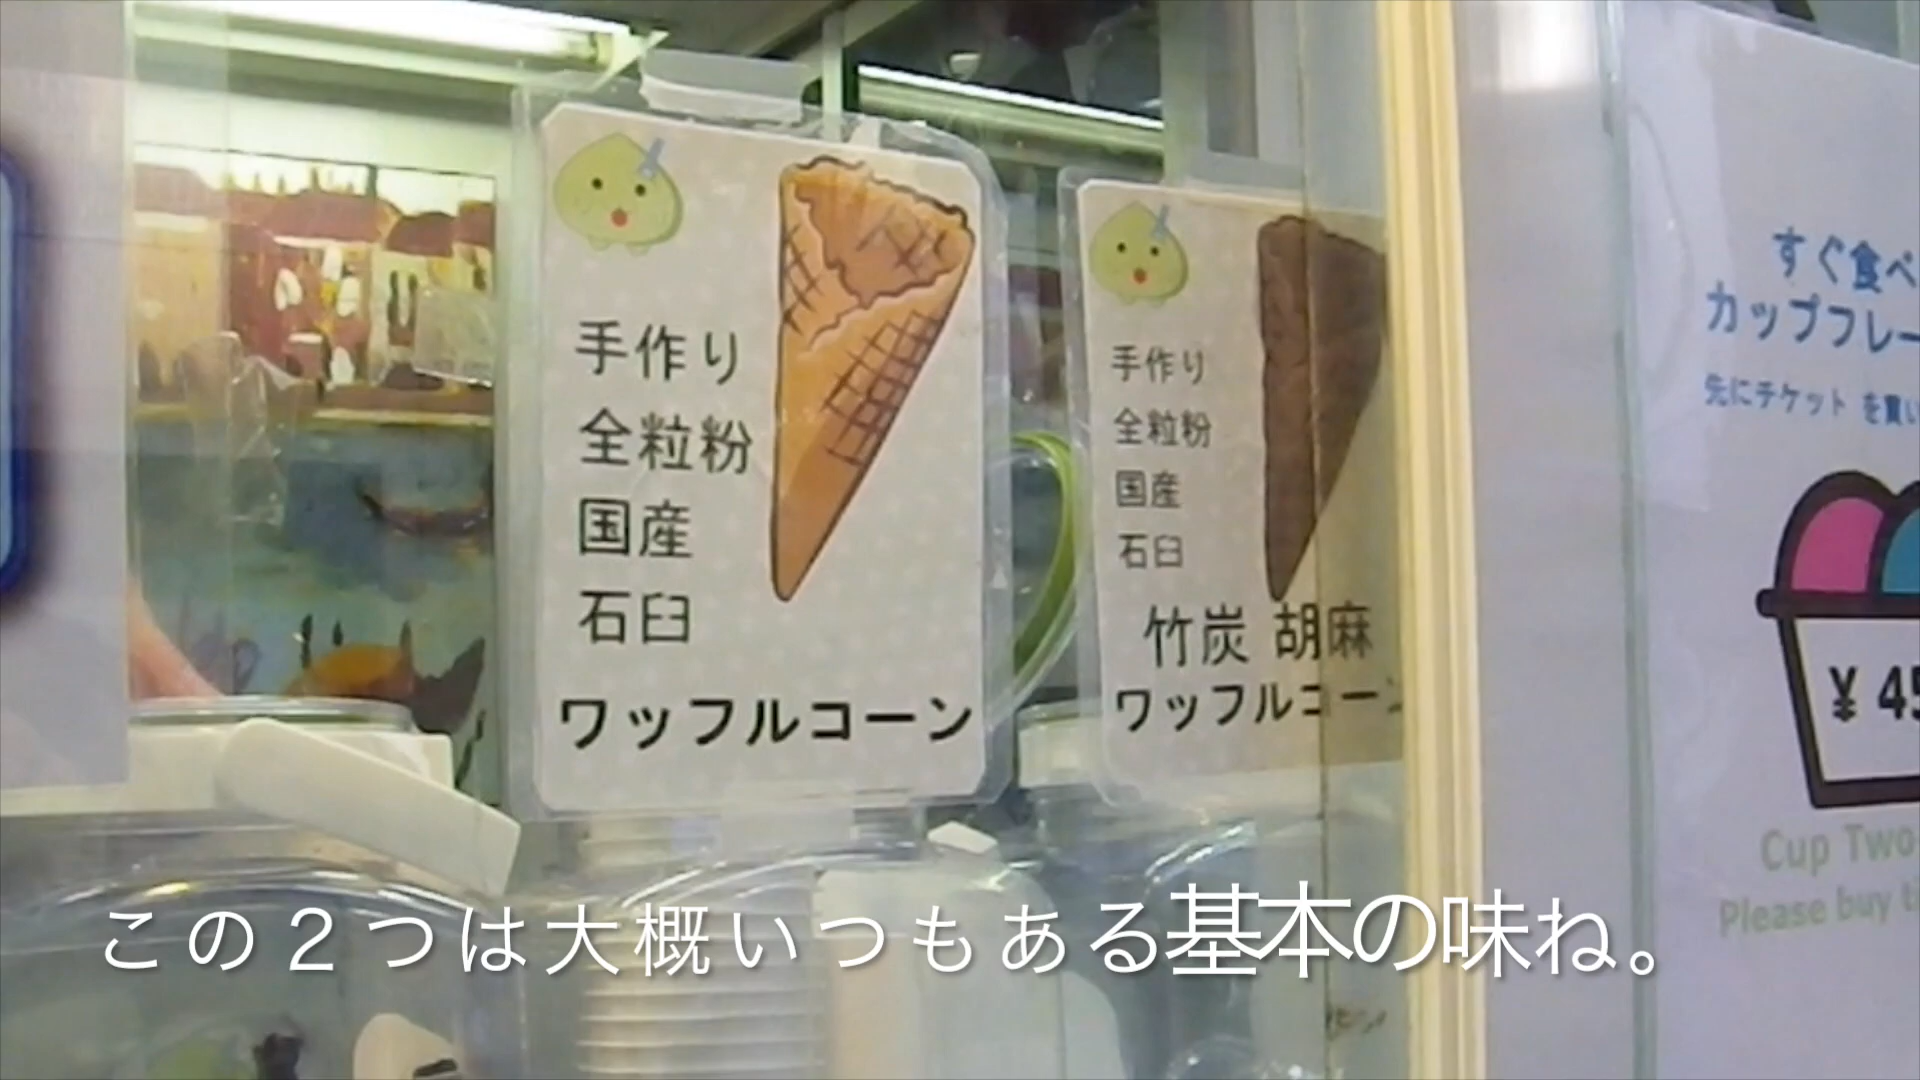 手作り
全粒粉
国産
石臼
ワッフルコーン
手作り
全粒粉
国産
石臼
竹炭 胡麻
ワッフルコーン
すぐ食べ
カップフレー
先にチケット を買い
¥ 45
Cup Two
Please buy ti
この２つは大概いつもある基本の味ね。